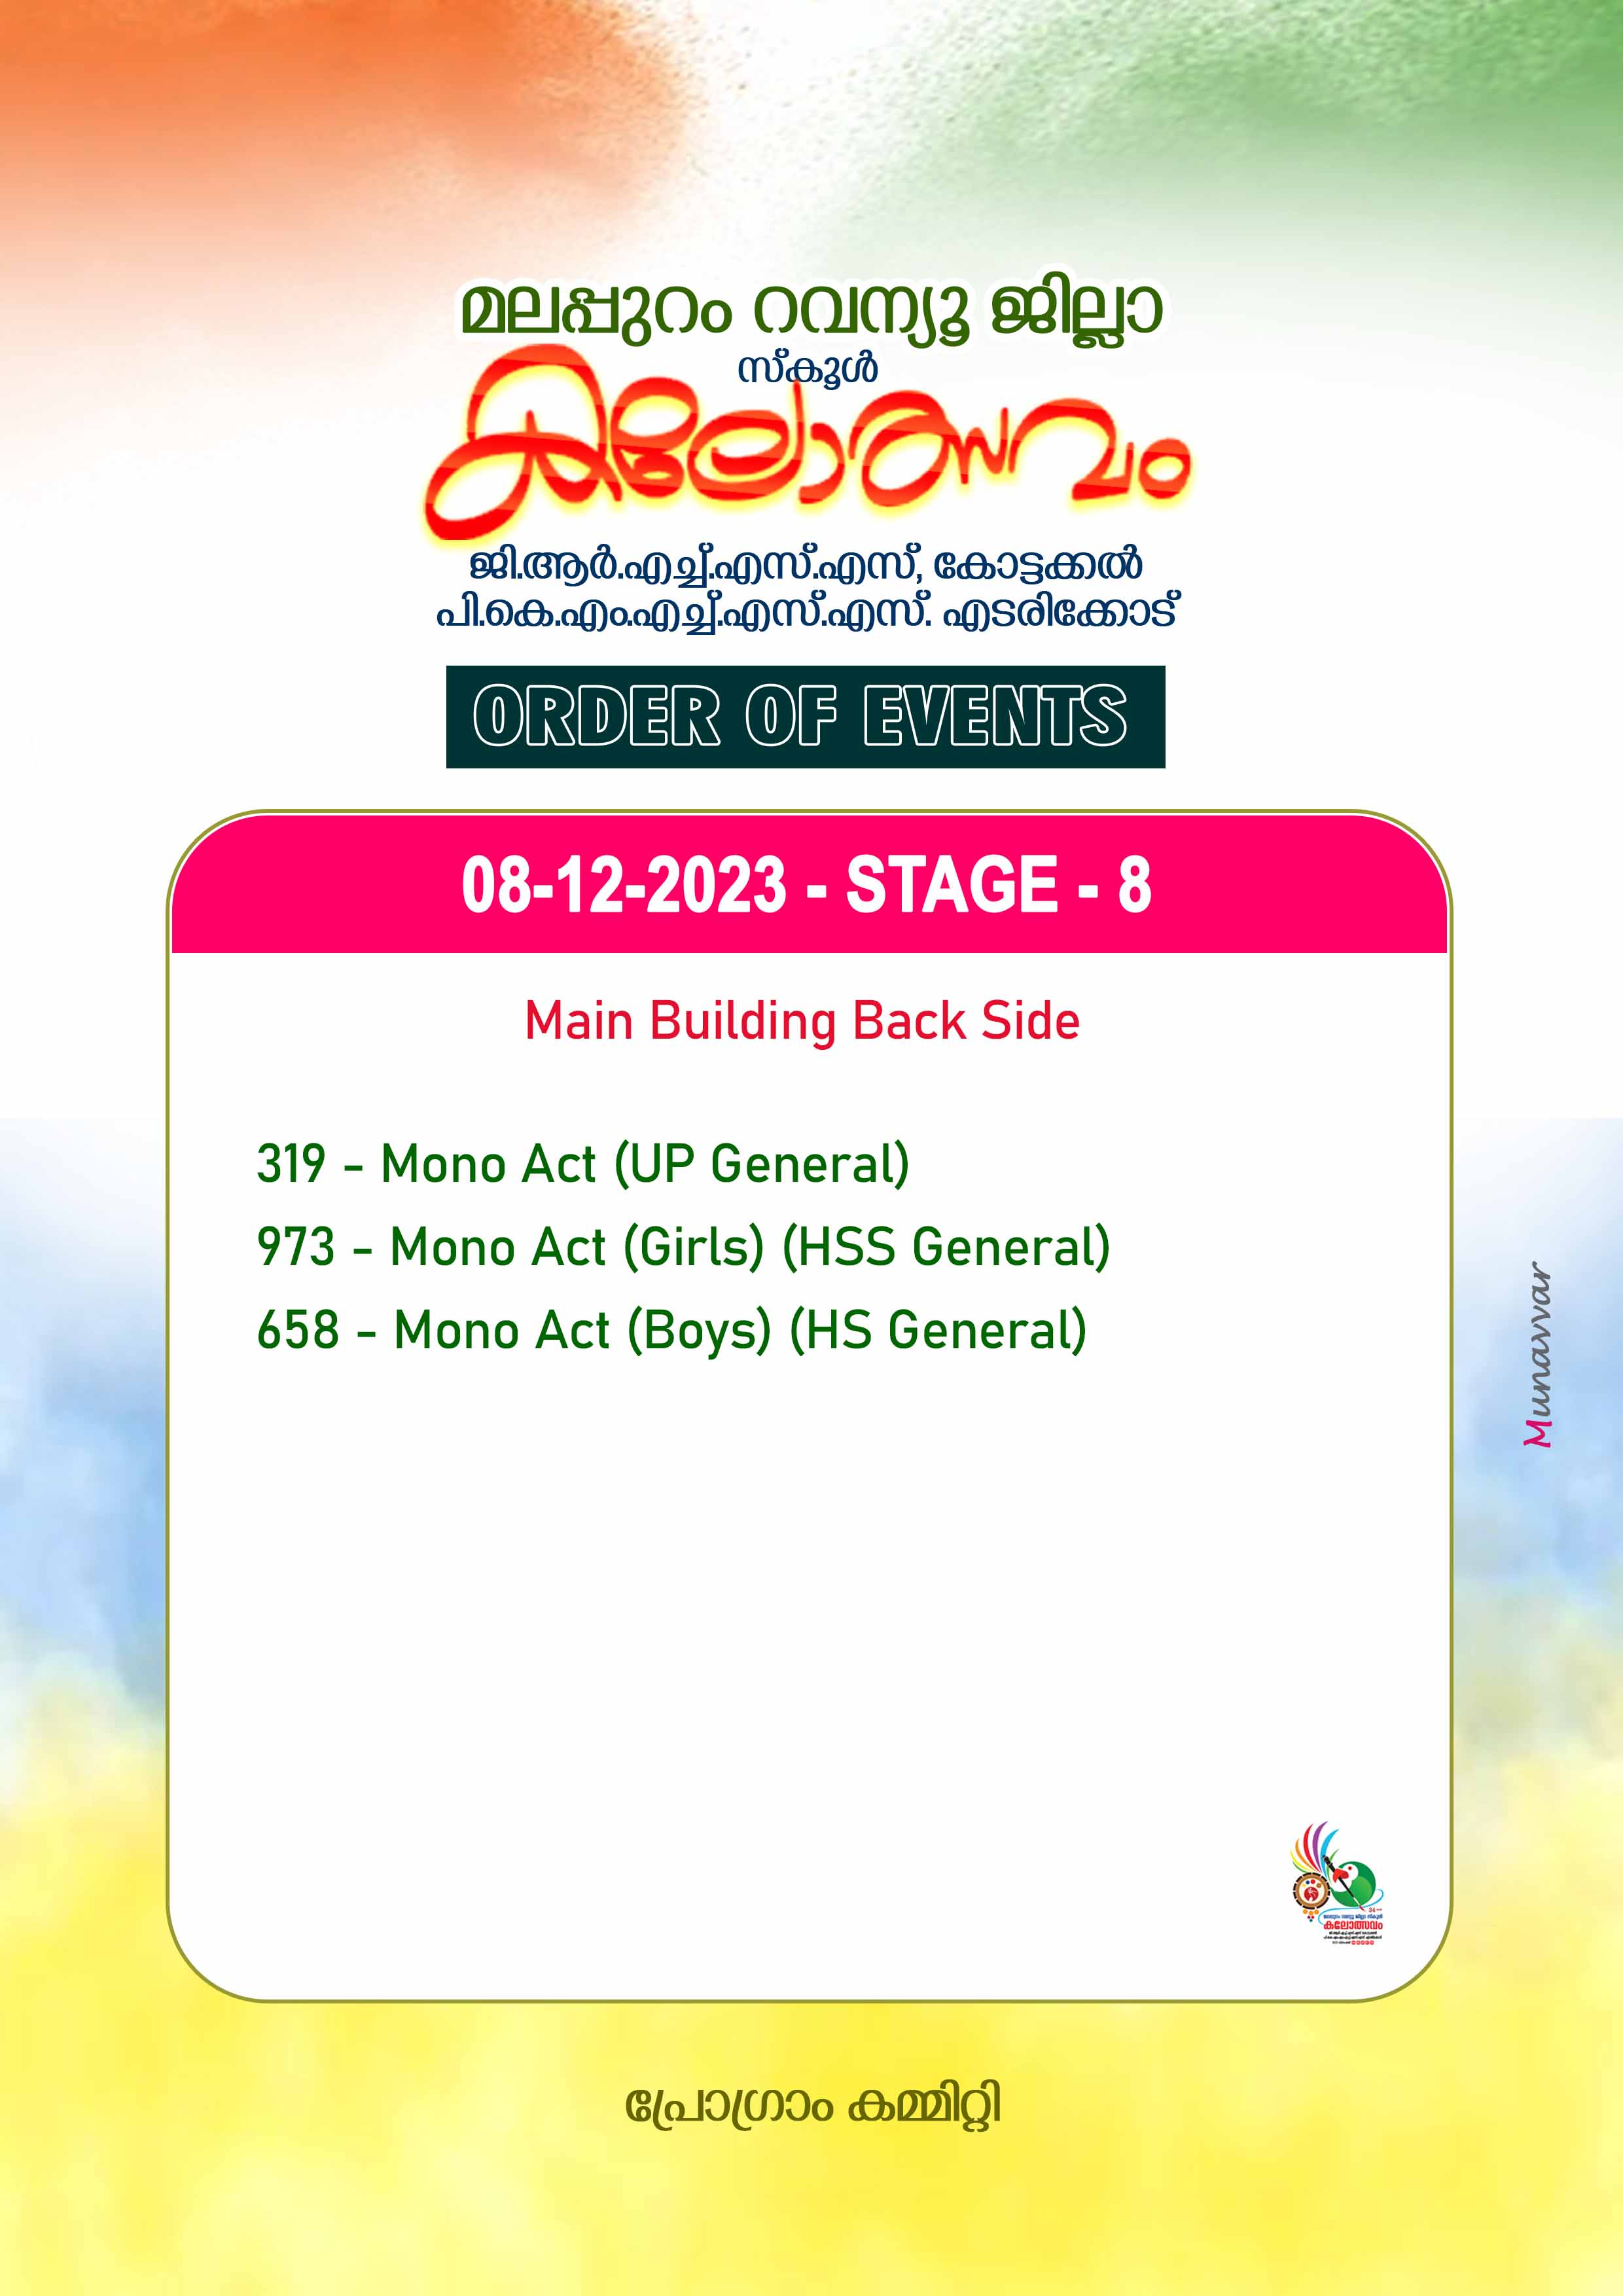 മലപ്പുറം റവന്യൂ ജില്ലാ
സ്കൂൾ
കലോത്സവം
ജി.ആർ.എച്ച്.എസ്.എസ്, കോട്ടക്കൽ
പി.കെ.എം.എച്ച്.എസ്.എസ്. എടരിക്കോട്
ORDER OF EVENTS
08-12-2023 - STAGE - 8
Main Building Back Side
319 - Mono Act (UP General)
973 - Mono Act (Girls) (HSS General)
658 - Mono Act (Boys) (HS General)
Munavvar
കലോത്സവം
പ്രോഗ്രാം കമ്മിറ്റി